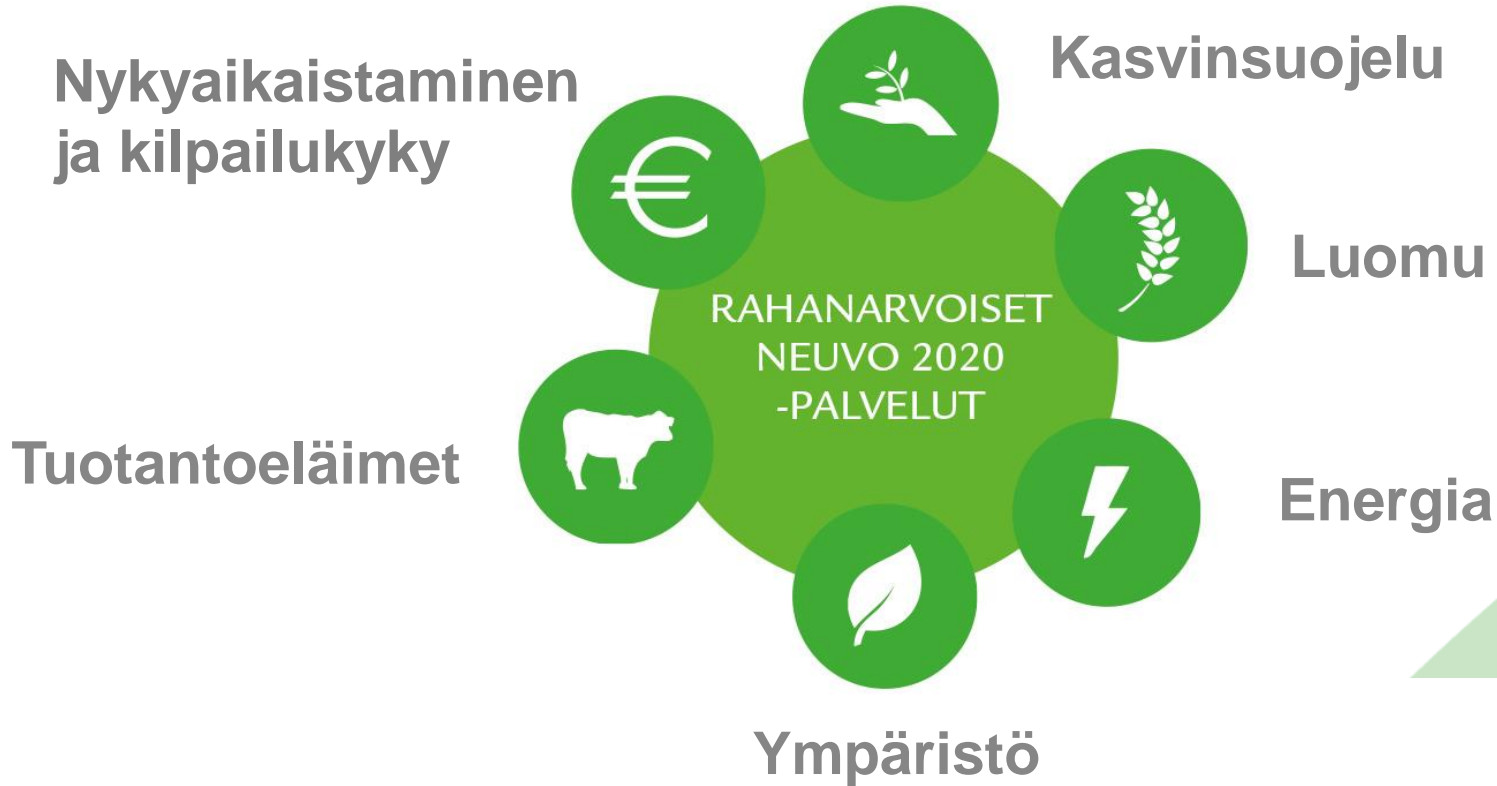 Nykyaikaistaminen
ja kilpailukyky
Kasvinsuojelu
Luomu
RAHANARVOISET
NEUVO 2020
-PALVELUT
Tuotantoeläimet
Energia
Ympäristö